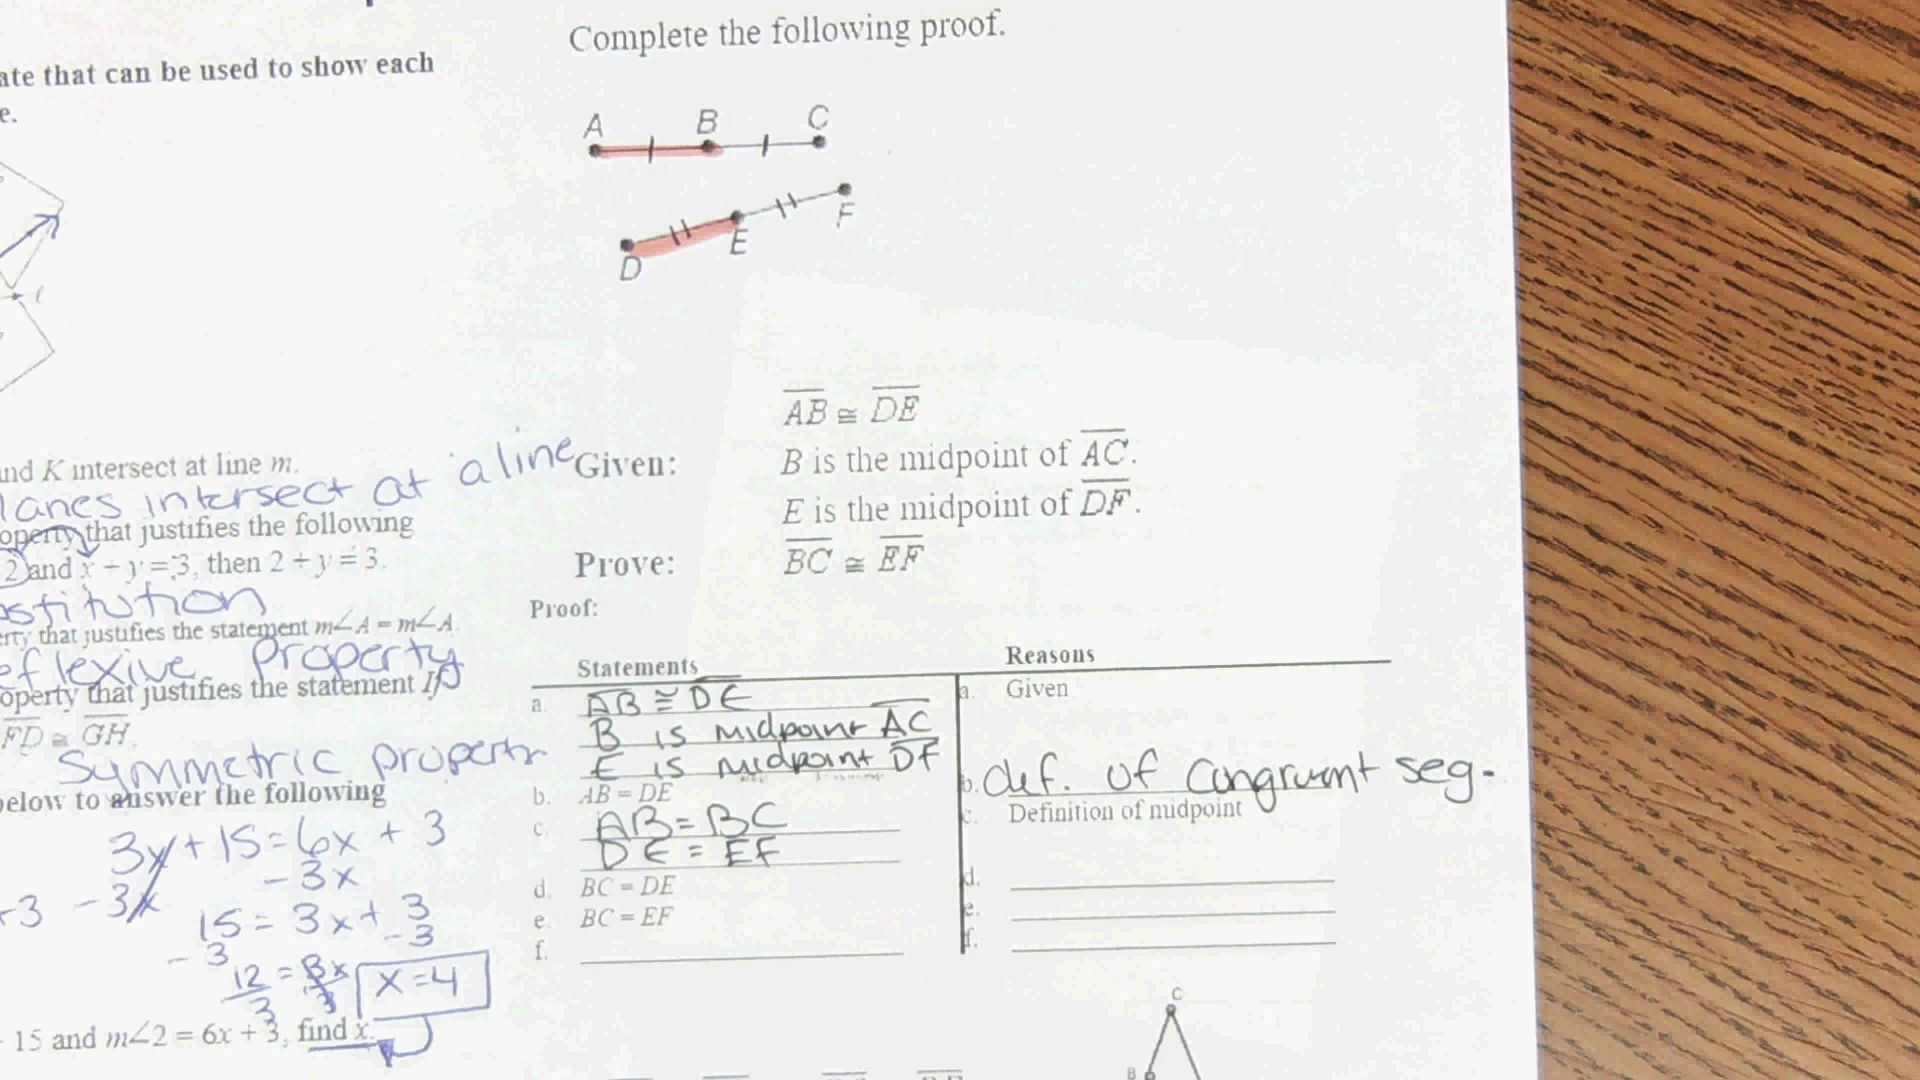 ate that can be used to show each
e.
and K intersect at line m.
lanes intersect at a line
operty that justifies the following
2 and x + y = 3, then 2 + y = 3.
stitution
erty that justifies the statement m∠A = m∠A.
eflexive Property
operty that justifies the statement If
FD ≅ GH.
Symmetric property
below to answer the following
3x + 15 = 6x + 3
+3 - 3x - 3x
15 = 3x + 3
- 3 - 3
12 = 3x
3 3
x = 4
15 and m∠2 = 6x + 3, find x.
Complete the following proof.
A B C
D E F
AB ≅ DE
Given: B is the midpoint of AC.
E is the midpoint of DF.
Prove: BC ≅ EF
Proof:
Statements Reasons
a. AB ≅ DE a. Given
B is midpoint AC
E is midpoint DF
b. AB = DE b. def. of congruent seg.
c. AB = BC c. Definition of midpoint
DE = EF
d. BC = DE d.
e. BC = EF e.
f. f.
C
B